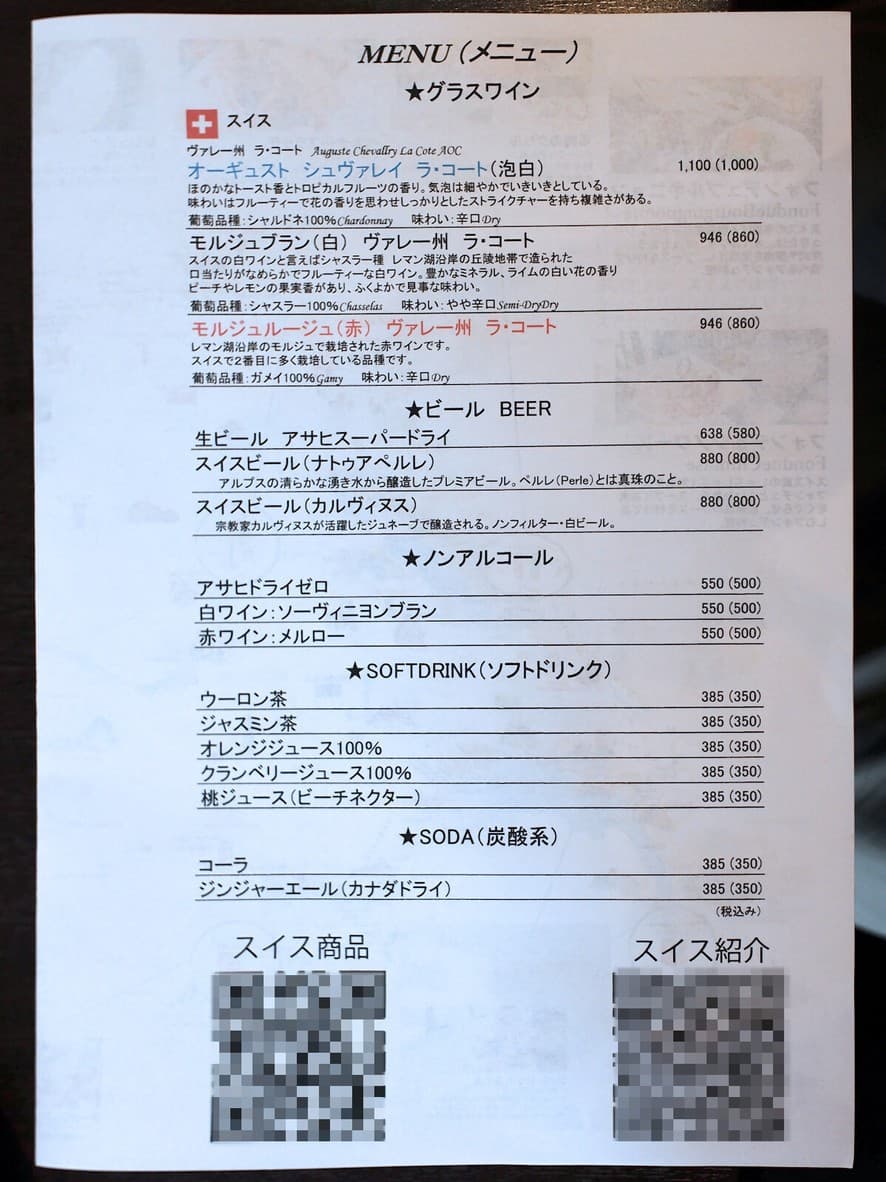 MENU（メニュー）
★グラスワイン
スイス
ヴァレー州 ラ・コート Auguste Chevallry La Cote AOC
オーギュスト シュヴァレイ ラ・コート（泡白） 1,100 (1,000)
ほのかなトースト香とトロピカルフルーツの香り。気泡は細やかでいきいきとしている。
味わいはフルーティーで花の香りを思わせしっかりとしたストライクチャーを持ち複雑さがある。
葡萄品種：シャルドネ100%Chardonnay 味わい：辛口Dry
モルジュブラン（白） ヴァレー州 ラ・コート 946 (860)
スイスの白ワインと言えばシャスラー種 レマン湖沿岸の丘陵地帯で造られた
口当たりがなめらかでフルーティーな白ワイン。豊かなミネラル、ライムの白い花の香り
ピーチやレモンの果実香があり、ふくよかで見事な味わい。
葡萄品種：シャスラー100%Chasselas 味わい：やや辛口Semi-DryDry
モルジュルージュ（赤） ヴァレー州 ラ・コート 946 (860)
レマン湖沿岸のモルジュで栽培された赤ワインです。
スイスで２番目に多く栽培している品種です。
葡萄品種：ガメイ100%Gamy 味わい：辛口Dry
★ビール BEER
生ビール アサヒスーパードライ 638 (580)
スイスビール（ナトゥアペルレ） 880 (800)
アルプスの清らかな湧き水から醸造したプレミアビール。ペルレ（Perle）とは真珠のこと。
スイスビール（カルヴィヌス） 880 (800)
宗教家カルヴィヌスが活躍したジュネーブで醸造される。ノンフィルター・白ビール。
★ノンアルコール
アサヒドライゼロ 550 (500)
白ワイン：ソーヴィニヨンブラン 550 (500)
赤ワイン：メルロー 550 (500)
★SOFTDRINK（ソフトドリンク）
ウーロン茶 385 (350)
ジャスミン茶 385 (350)
オレンジジュース100% 385 (350)
クランベリージュース100% 385 (350)
桃ジュース（ピーチネクター） 385 (350)
★SODA（炭酸系）
コーラ 385 (350)
ジンジャーエール（カナダドライ） 385 (350)
（税込み）
スイス商品 スイス紹介